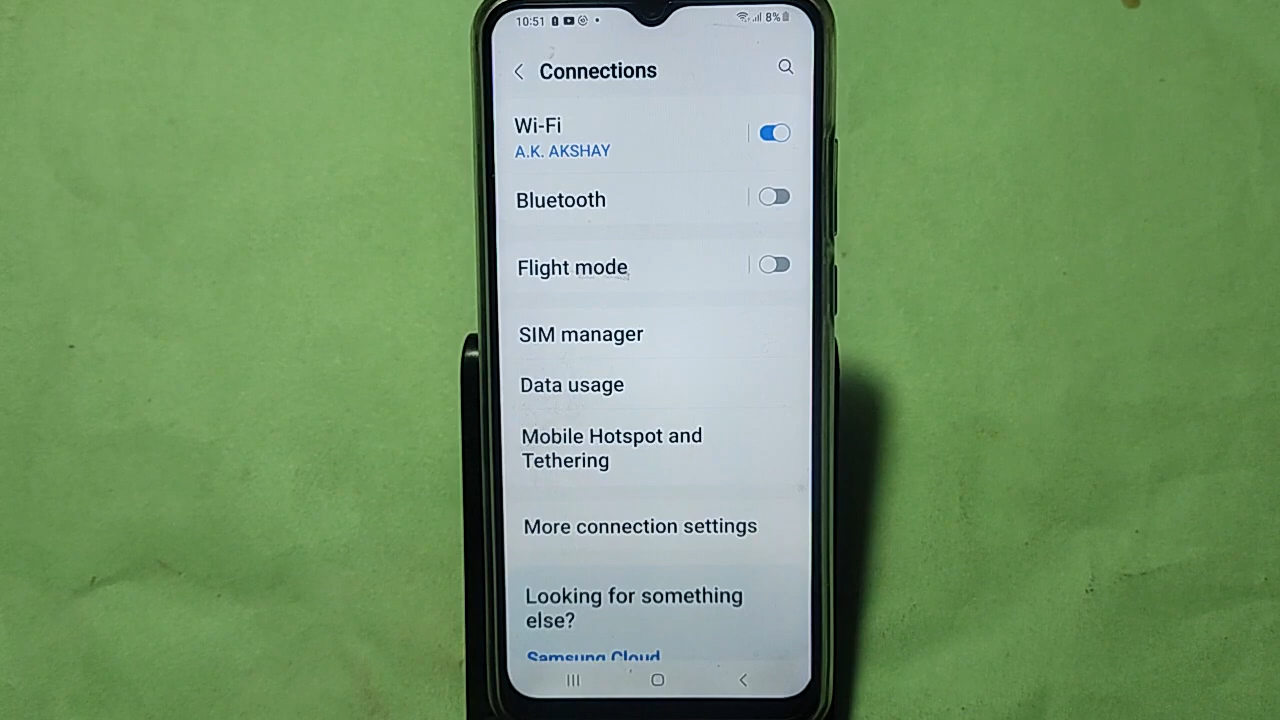 10:51 8%
Connections
Wi-Fi
A.K. AKSHAY
Bluetooth
Flight mode
SIM manager
Data usage
Mobile Hotspot and
Tethering
More connection settings
Looking for something
else?
Samsung Cloud